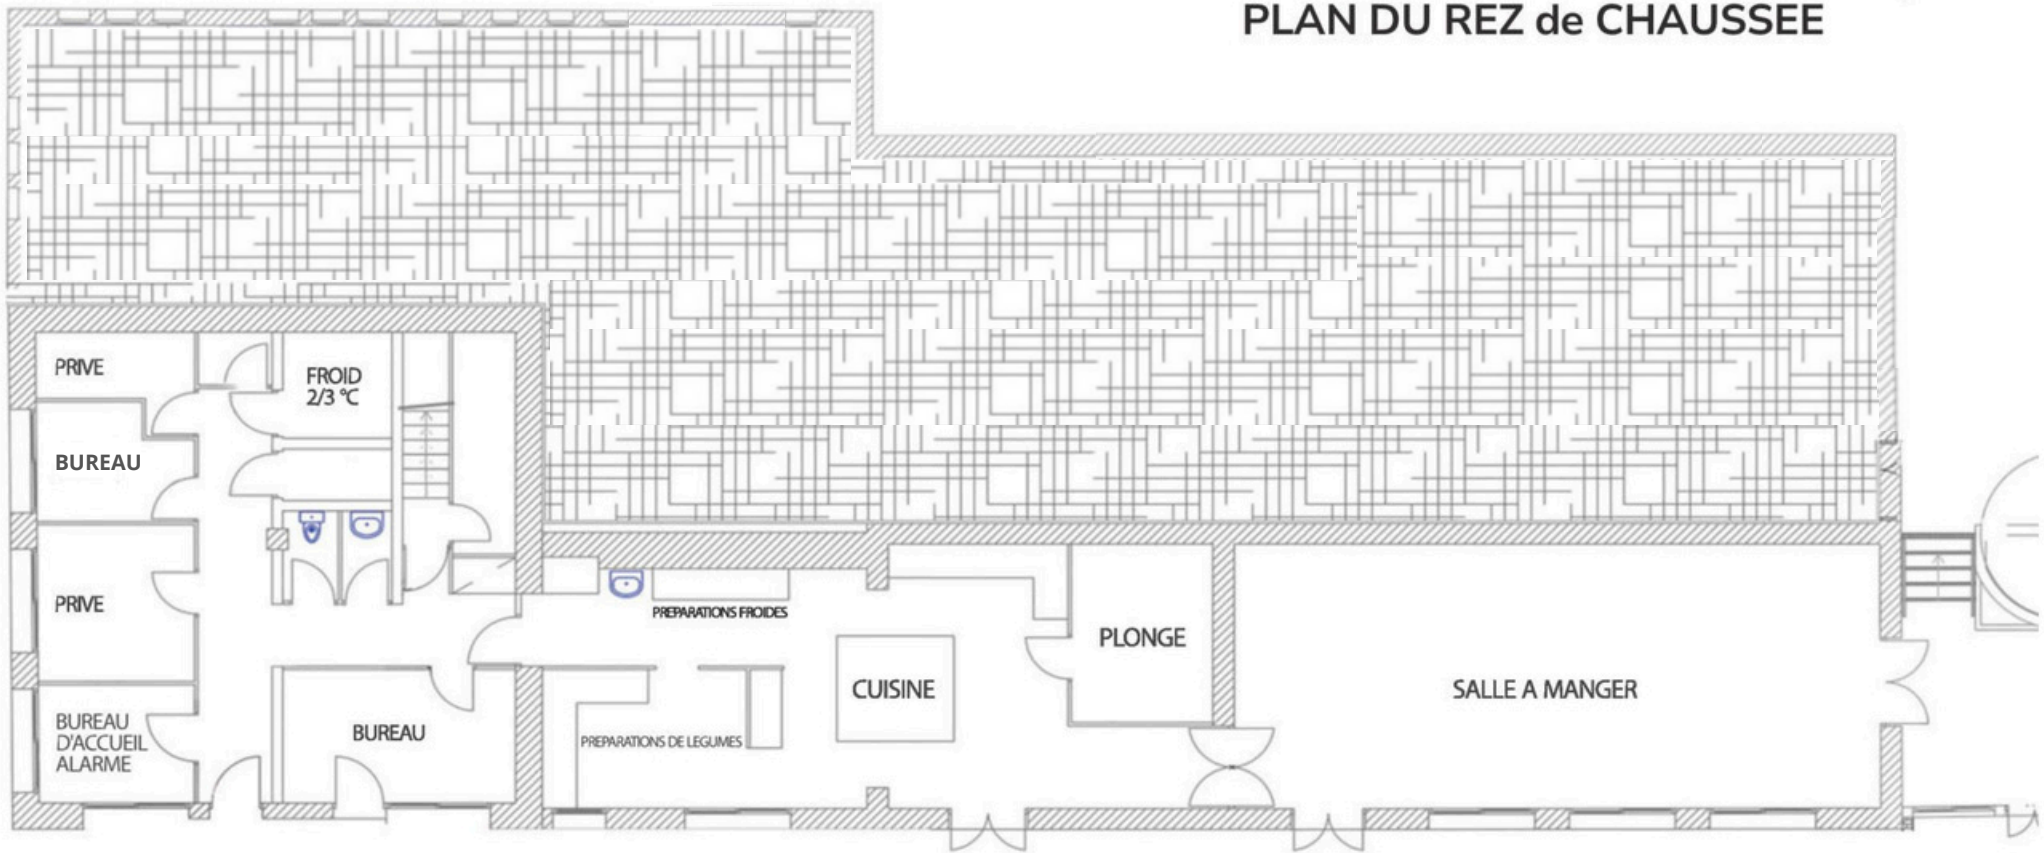 PLAN DU REZ de CHAUSSEE
PRIVE
FROID
2/3 °C
BUREAU
PRIVE
PREPARATIONS FROIDES
PLONGE
CUISINE
SALLE A MANGER
BUREAU
D'ACCUEIL
ALARME
BUREAU
PREPARATIONS DE LEGUMES